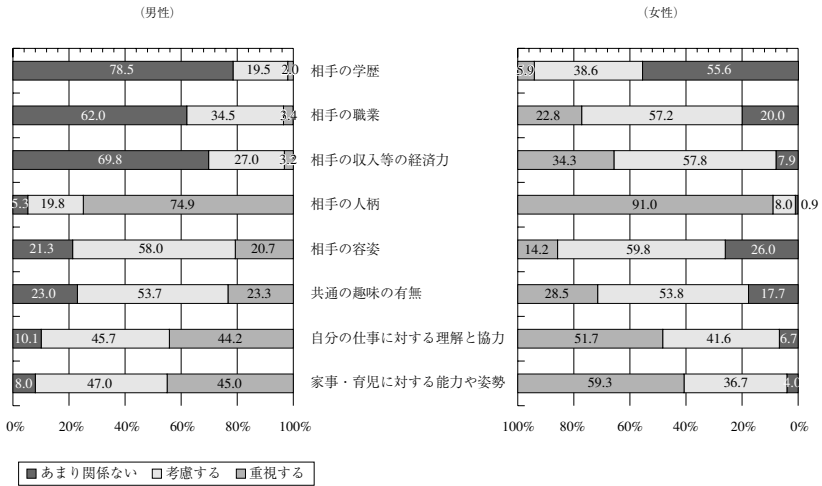 (男性) (女性)
78.5 19.5 2.0 相手の学歴 5.9 38.6 55.6
62.0 34.5 3.4 相手の職業 22.8 57.2 20.0
69.8 27.0 3.2 相手の収入等の経済力 34.3 57.8 7.9
5.3 19.8 74.9 相手の人柄 91.0 8.0 0.9
21.3 58.0 20.7 相手の容姿 14.2 59.8 26.0
23.0 53.7 23.3 共通の趣味の有無 28.5 53.8 17.7
10.1 45.7 44.2 自分の仕事に対する理解と協力 51.7 41.6 6.7
8.0 47.0 45.0 家事・育児に対する能力や姿勢 59.3 36.7 4.0
0% 20% 40% 60% 80% 100% 100% 80% 60% 40% 20% 0%
あまり関係ない 考慮する 重視する